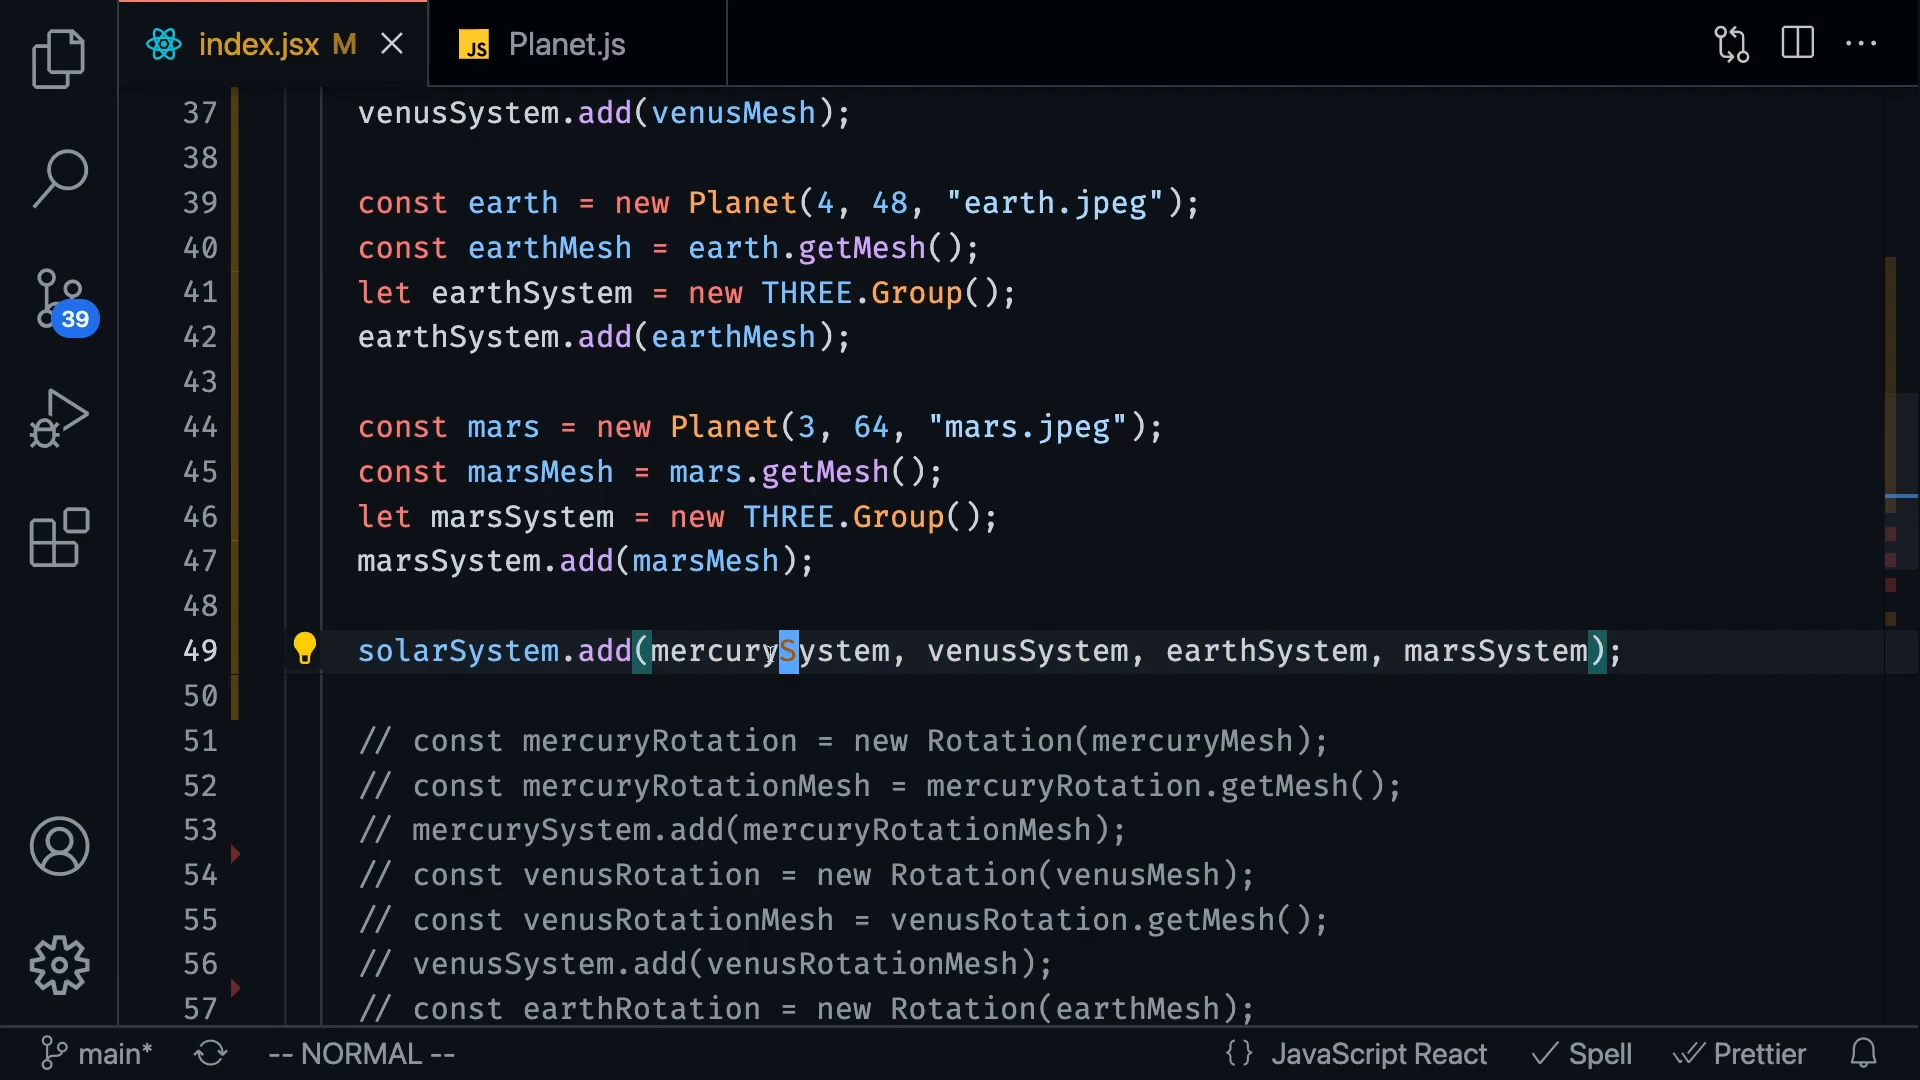 index.jsx M
JS Planet.js
37 venusSystem.add(venusMesh);
38
39 const earth = new Planet(4, 48, "earth.jpeg");
40 const earthMesh = earth.getMesh();
41 let earthSystem = new THREE.Group();
42 earthSystem.add(earthMesh);
43
44 const mars = new Planet(3, 64, "mars.jpeg");
45 const marsMesh = mars.getMesh();
46 let marsSystem = new THREE.Group();
47 marsSystem.add(marsMesh);
48
49 solarSystem.add(mercurySystem, venusSystem, earthSystem, marsSystem);
50
51 // const mercuryRotation = new Rotation(mercuryMesh);
52 // const mercuryRotationMesh = mercuryRotation.getMesh();
53 // mercurySystem.add(mercuryRotationMesh);
54 // const venusRotation = new Rotation(venusMesh);
55 // const venusRotationMesh = venusRotation.getMesh();
56 // venusSystem.add(venusRotationMesh);
57 // const earthRotation = new Rotation(earthMesh);
39
main* -- NORMAL -- {} JavaScript React Spell Prettier